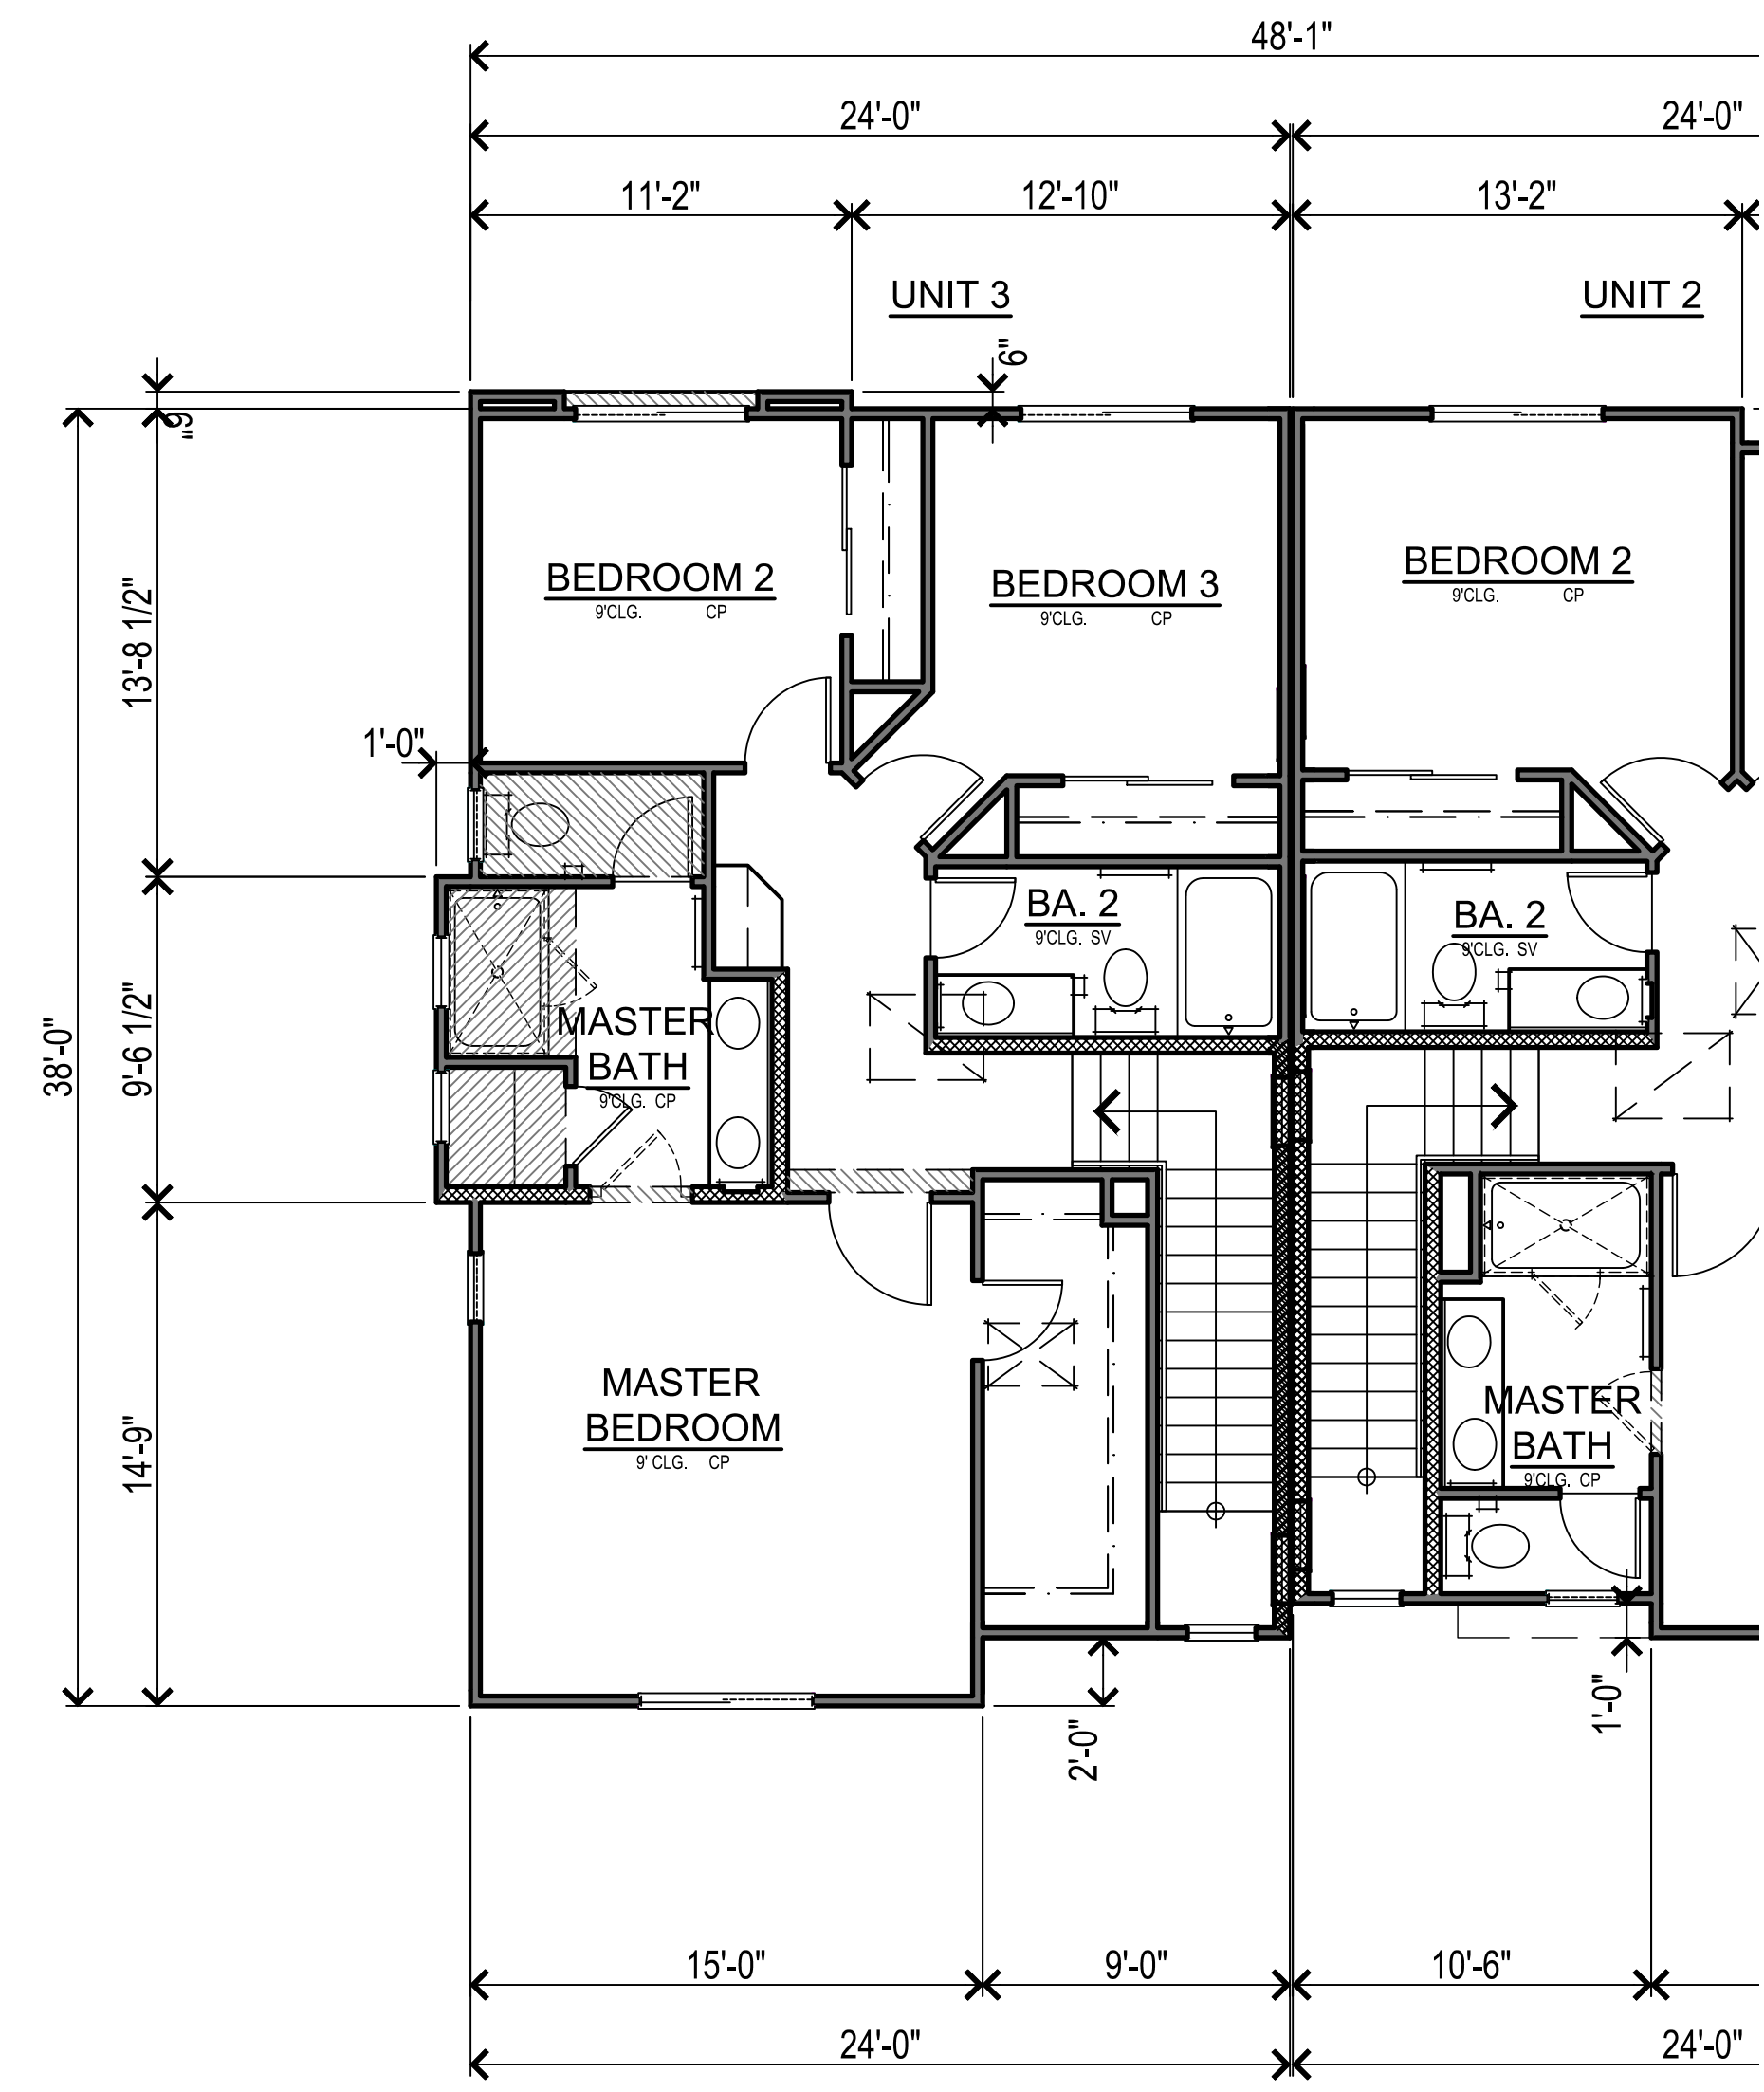 48'-1"
24'-0"
24'-0"
11'-2"
12'-10"
13'-2"
UNIT 3
UNIT 2
6"
6"
BEDROOM 2
9'CLG. CP
BEDROOM 3
9'CLG. CP
BEDROOM 2
9'CLG. CP
13'-8 1/2"
1'-0"
BA. 2
9'CLG. SV
BA. 2
9'CLG. SV
38'-0"
9'-6 1/2"
MASTER
BATH
9'CLG. CP
14'-9"
MASTER
BEDROOM
9' CLG. CP
MASTER
BATH
9'CLG. CP
2'-0"
1'-0"
15'-0"
9'-0"
10'-6"
24'-0"
24'-0"